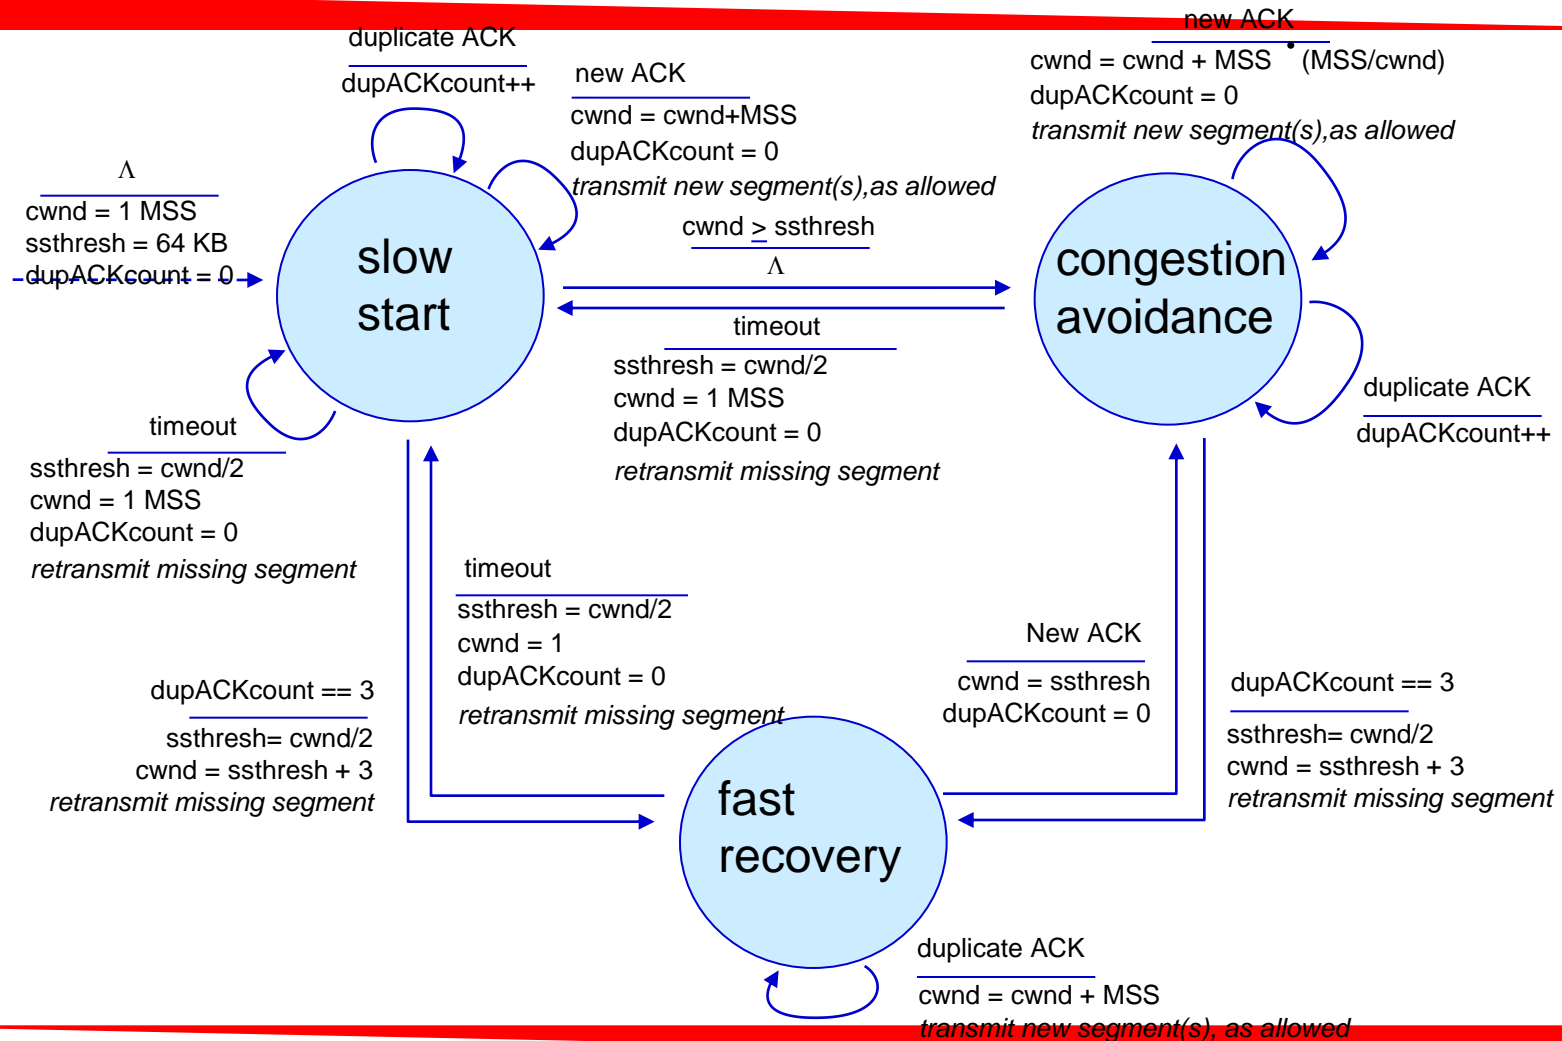 duplicate ACK
dupACKcount++
new ACK
cwnd = cwnd+MSS
dupACKcount = 0
transmit new segment(s),as allowed
new ACK
cwnd = cwnd + MSS • (MSS/cwnd)
dupACKcount = 0
transmit new segment(s),as allowed
Λ
cwnd = 1 MSS
ssthresh = 64 KB
dupACKcount = 0
slow
start
cwnd > ssthresh
Λ
congestion
avoidance
timeout
ssthresh = cwnd/2
cwnd = 1 MSS
dupACKcount = 0
retransmit missing segment
duplicate ACK
dupACKcount++
timeout
ssthresh = cwnd/2
cwnd = 1 MSS
dupACKcount = 0
retransmit missing segment
timeout
ssthresh = cwnd/2
cwnd = 1
dupACKcount = 0
retransmit missing segment
New ACK
cwnd = ssthresh
dupACKcount = 0
dupACKcount == 3
ssthresh= cwnd/2
cwnd = ssthresh + 3
retransmit missing segment
dupACKcount == 3
ssthresh= cwnd/2
cwnd = ssthresh + 3
retransmit missing segment
fast
recovery
duplicate ACK
cwnd = cwnd + MSS
transmit new segment(s), as allowed